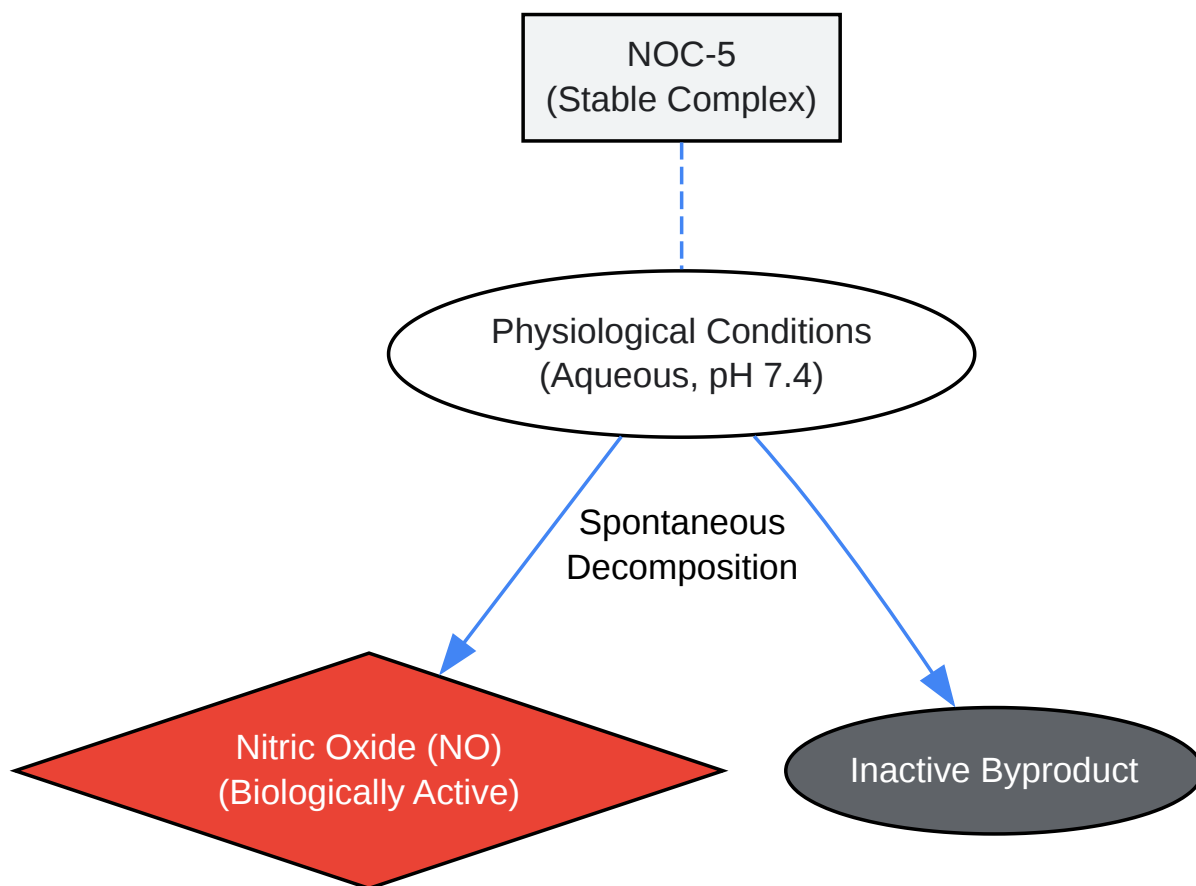 NOC-5
(Stable Complex)
Physiological Conditions
(Aqueous, pH 7.4)
Spontaneous
Decomposition
Nitric Oxide (NO)
(Biologically Active)
Inactive Byproduct